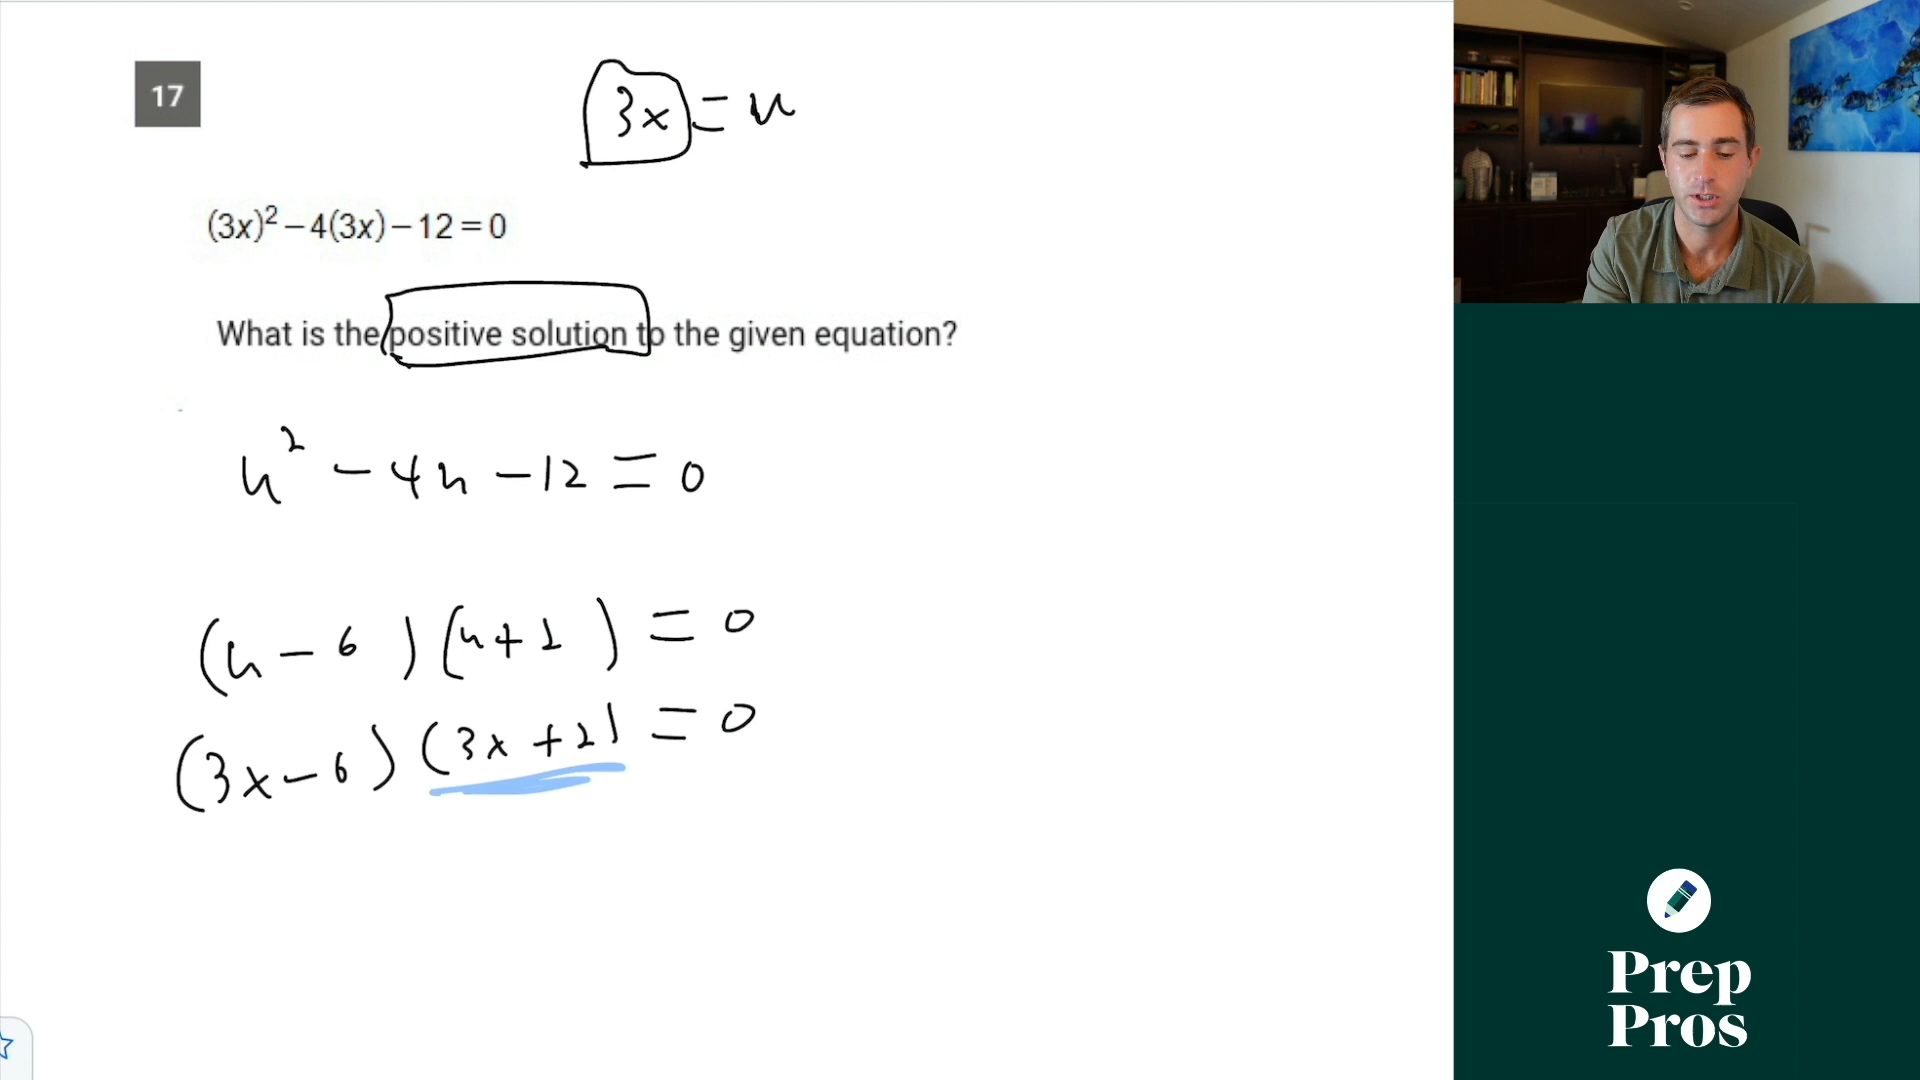 17
3x = u
(3x)² – 4(3x) – 12 = 0
What is the positive solution to the given equation?
u² – 4u – 12 = 0
(u – 6) (u + 2) = 0
(3x – 6) (3x + 2) = 0
Prep
Pros